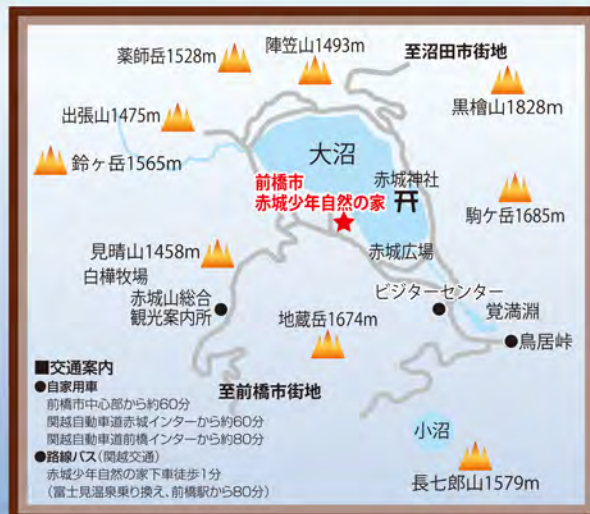 薬師岳1528m
陣笠山1493m
至沼田市街地
黒檜山1828m
出張山1475m
大沼
鈴ヶ岳1565m
前橋市
赤城少年自然の家
赤城神社
駒ケ岳1685m
見晴山1458m
赤城広場
白樺牧場
赤城山総合
観光案内所
ビジターセンター
覚満淵
地蔵岳1674m
鳥居峠
■交通案内
●自家用車
前橋市中心部から約60分
関越自動車道赤城インターから約60分
関越自動車道前橋インターから約80分
●路線バス(関越交通)
赤城少年自然の家下車徒歩1分
(富士見温泉乗り換え、前橋駅から80分)
至前橋市街地
小沼
長七郎山1579m